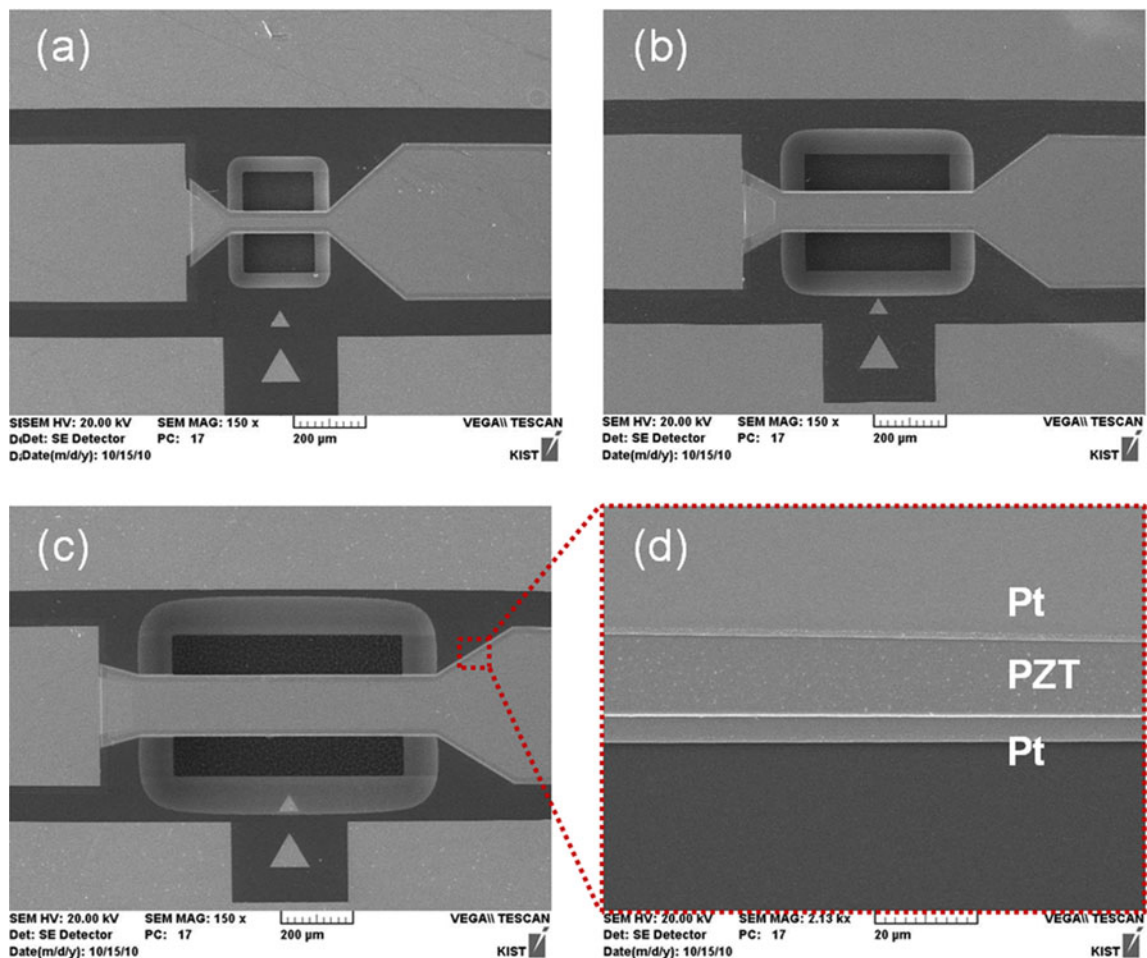 (a)
SISEM HV: 20.00 kV SEM MAG: 150 x VEGA\\ TESCAN
D(Det: SE Detector PC: 17 200 µm
D/Date(m/d/y): 10/15/10 KIST
(b)
SEM HV: 20.00 kV SEM MAG: 150 x VEGA\\ TESCAN
Det: SE Detector PC: 17 200 µm
Date(m/d/y): 10/15/10 KIST
(c)
SEM HV: 20.00 kV SEM MAG: 150 x VEGA\\ TESCAN
Det: SE Detector PC: 17 200 µm
Date(m/d/y): 10/15/10 KIST
(d)
Pt
PZT
Pt
SEM HV: 20.00 kV SEM MAG: 2.13 kx VEGA\\ TESCAN
Det: SE Detector PC: 17 20 µm
Date(m/d/y): 10/15/10 KIST